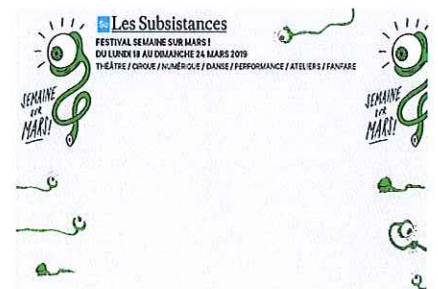 Se Les Subsistances
FESTIVAL SEMAINE SUR MARS !
DU LUNDI 18 AU DIMANCHE 24 MARS 2019
THÉÂTRE / CIRQUE / NUMÉRIQUE / DANSE / PERFORMANCE / ATELIERS / FANFARE
SEMAINE
SUR
MARS!
SEMAINE
SUR
MARS!